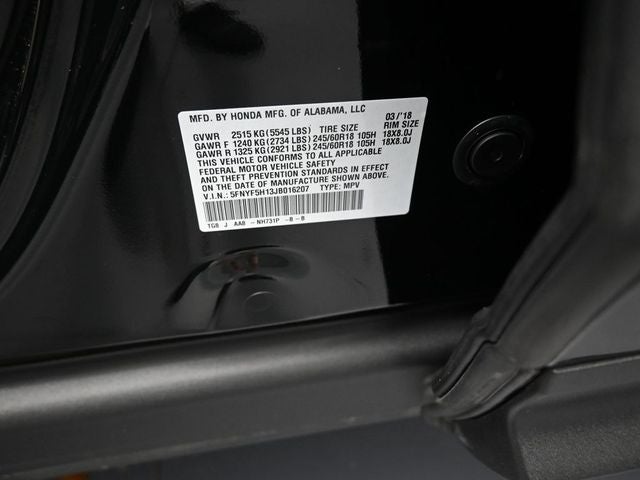 MFD. BY HONDA MFG. OF ALABAMA, LLC 03/'18
GVWR 2515 KG (5545 LBS) TIRE SIZE RIM SIZE
GAWR F 1240 KG (2734 LBS) 245/60R18 105H 18X8.0J
GAWR R 1325 KG (2921 LBS) 245/60R18 105H 18X8.0J
THIS VEHICLE CONFORMS TO ALL APPLICABLE
FEDERAL MOTOR VEHICLE SAFETY
AND THEFT PREVENTION STANDARDS IN EFFECT
ON THE DATE OF MANUFACTURE SHOWN ABOVE.
V.I.N.: 5FNYF5H13JB016207 TYPE: MPV
TG8 J AA8 - NH731P -B -B